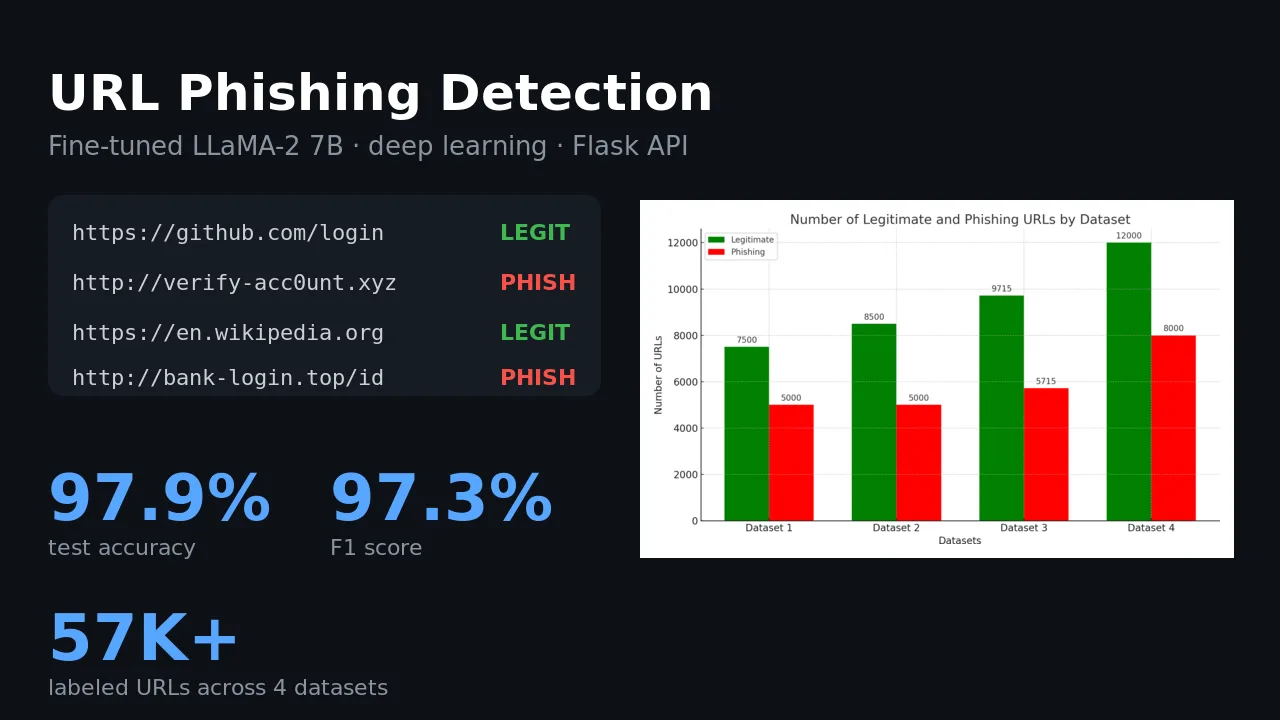 URL Phishing Detection
Fine-tuned LLaMA-2 7B · deep learning · Flask API
https://github.com/login LEGIT
http://verify-acc0unt.xyz PHISH
https://en.wikipedia.org LEGIT
http://bank-login.top/id PHISH
97.9% 97.3%
test accuracy F1 score
57K+
labeled URLs across 4 datasets
Number of Legitimate and Phishing URLs by Dataset
Legitimate
Phishing
Number of URLs
12000
10000
8000
6000
4000
2000
0
7500 5000 8500 5000 9715 5715 12000 8000
Dataset 1 Dataset 2 Dataset 3 Dataset 4
Datasets